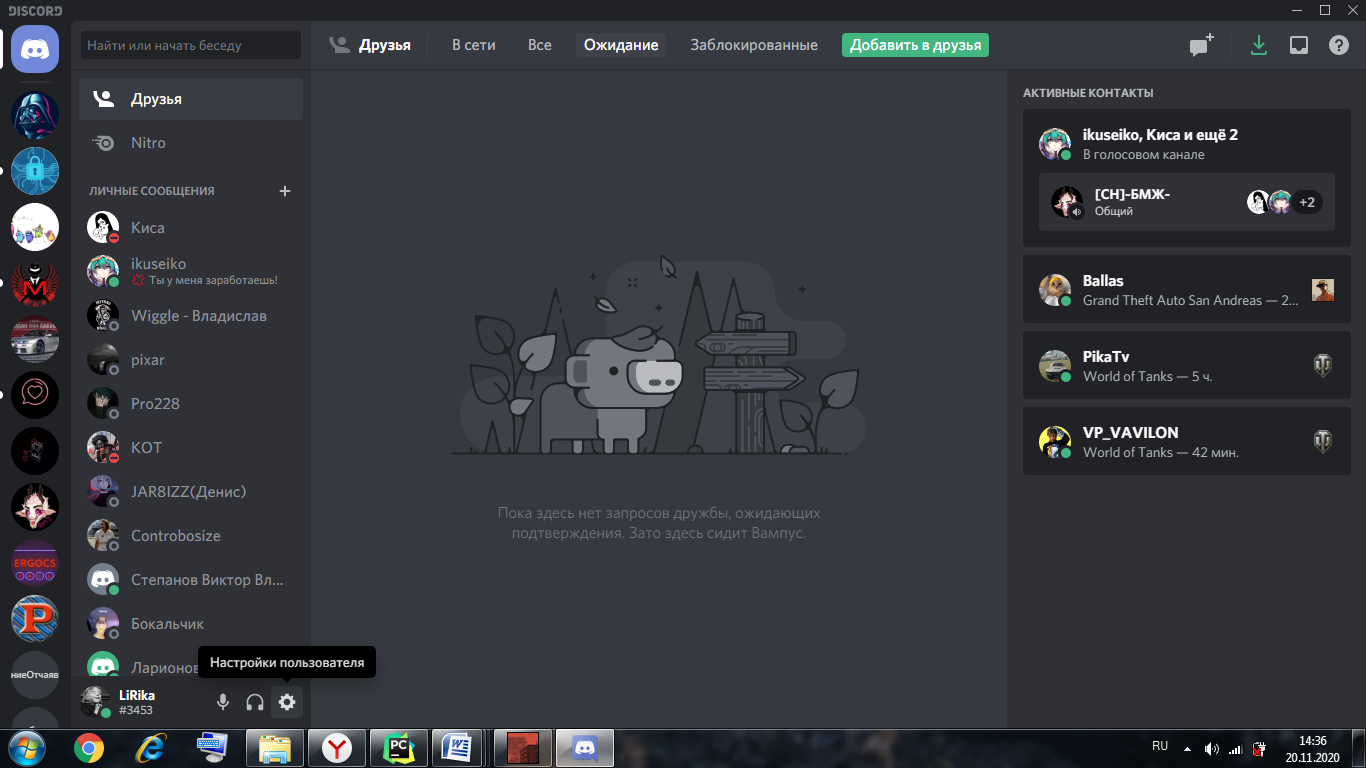 DISCORD
Найти или начать беседу
Друзья
В сети
Все
Ожидание
Заблокированные
Добавить в друзья
Друзья
Nitro
ЛИЧНЫЕ СООБЩЕНИЯ
Киса
ikuseiko
Ты у меня заработаешь!
Wiggle - Владислав
pixar
Pro228
КОТ
JAR8IZZ(Денис)
Controbosize
Степанов Виктор Вл...
Бокальчик
Ларионов
Настройки пользователя
ERGOCS
ниеОтчаяв
LiRika
#3453
Пока здесь нет запросов дружбы, ожидающих
подтверждения. Зато здесь сидит Вампус.
АКТИВНЫЕ КОНТАКТЫ
ikuseiko, Киса и ещё 2
В голосовом канале
[CH]-БМЖ-
Общий
+2
Ballas
Grand Theft Auto San Andreas — 2...
PikaTv
World of Tanks — 5 ч.
VP_VAVILON
World of Tanks — 42 мин.
PC
RU
14:36
20.11.2020